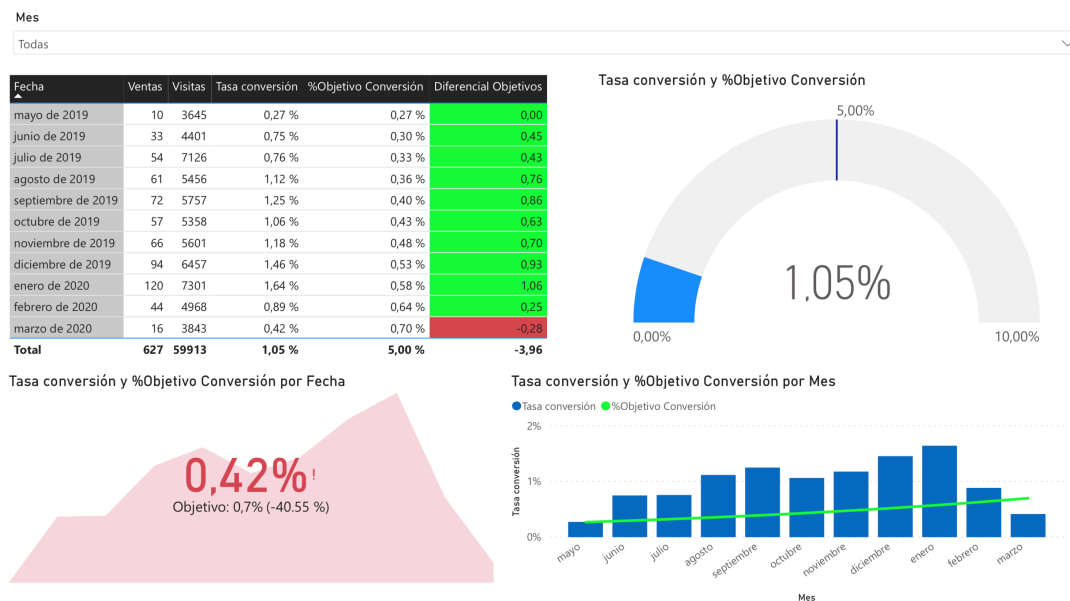 Mes
Todas
Fecha Ventas Visitas Tasa conversión %Objetivo Conversión Diferencial Objetivos
mayo de 2019 10 3645 0,27 % 0,27 % 0,00
junio de 2019 33 4401 0,75 % 0,30 % 0,45
julio de 2019 54 7126 0,76 % 0,33 % 0,43
agosto de 2019 61 5456 1,12 % 0,36 % 0,76
septiembre de 2019 72 5757 1,25 % 0,40 % 0,86
octubre de 2019 57 5358 1,06 % 0,43 % 0,63
noviembre de 2019 66 5601 1,18 % 0,48 % 0,70
diciembre de 2019 94 6457 1,46 % 0,53 % 0,93
enero de 2020 120 7301 1,64 % 0,58 % 1,06
febrero de 2020 44 4968 0,89 % 0,64 % 0,25
marzo de 2020 16 3843 0,42 % 0,70 % -0,28
Total 627 59913 1,05 % 5,00 % -3,96
Tasa conversión y %Objetivo Conversión
5,00%
1,05%
0,00% 10,00%
Tasa conversión y %Objetivo Conversión por Fecha
0,42%!
Objetivo: 0,7% (-40.55 %)
Tasa conversión y %Objetivo Conversión por Mes
Tasa conversión %Objetivo Conversión
Tasa conversión
2%
1%
0%
mayo junio julio agosto septiembre octubre noviembre diciembre enero febrero marzo
Mes